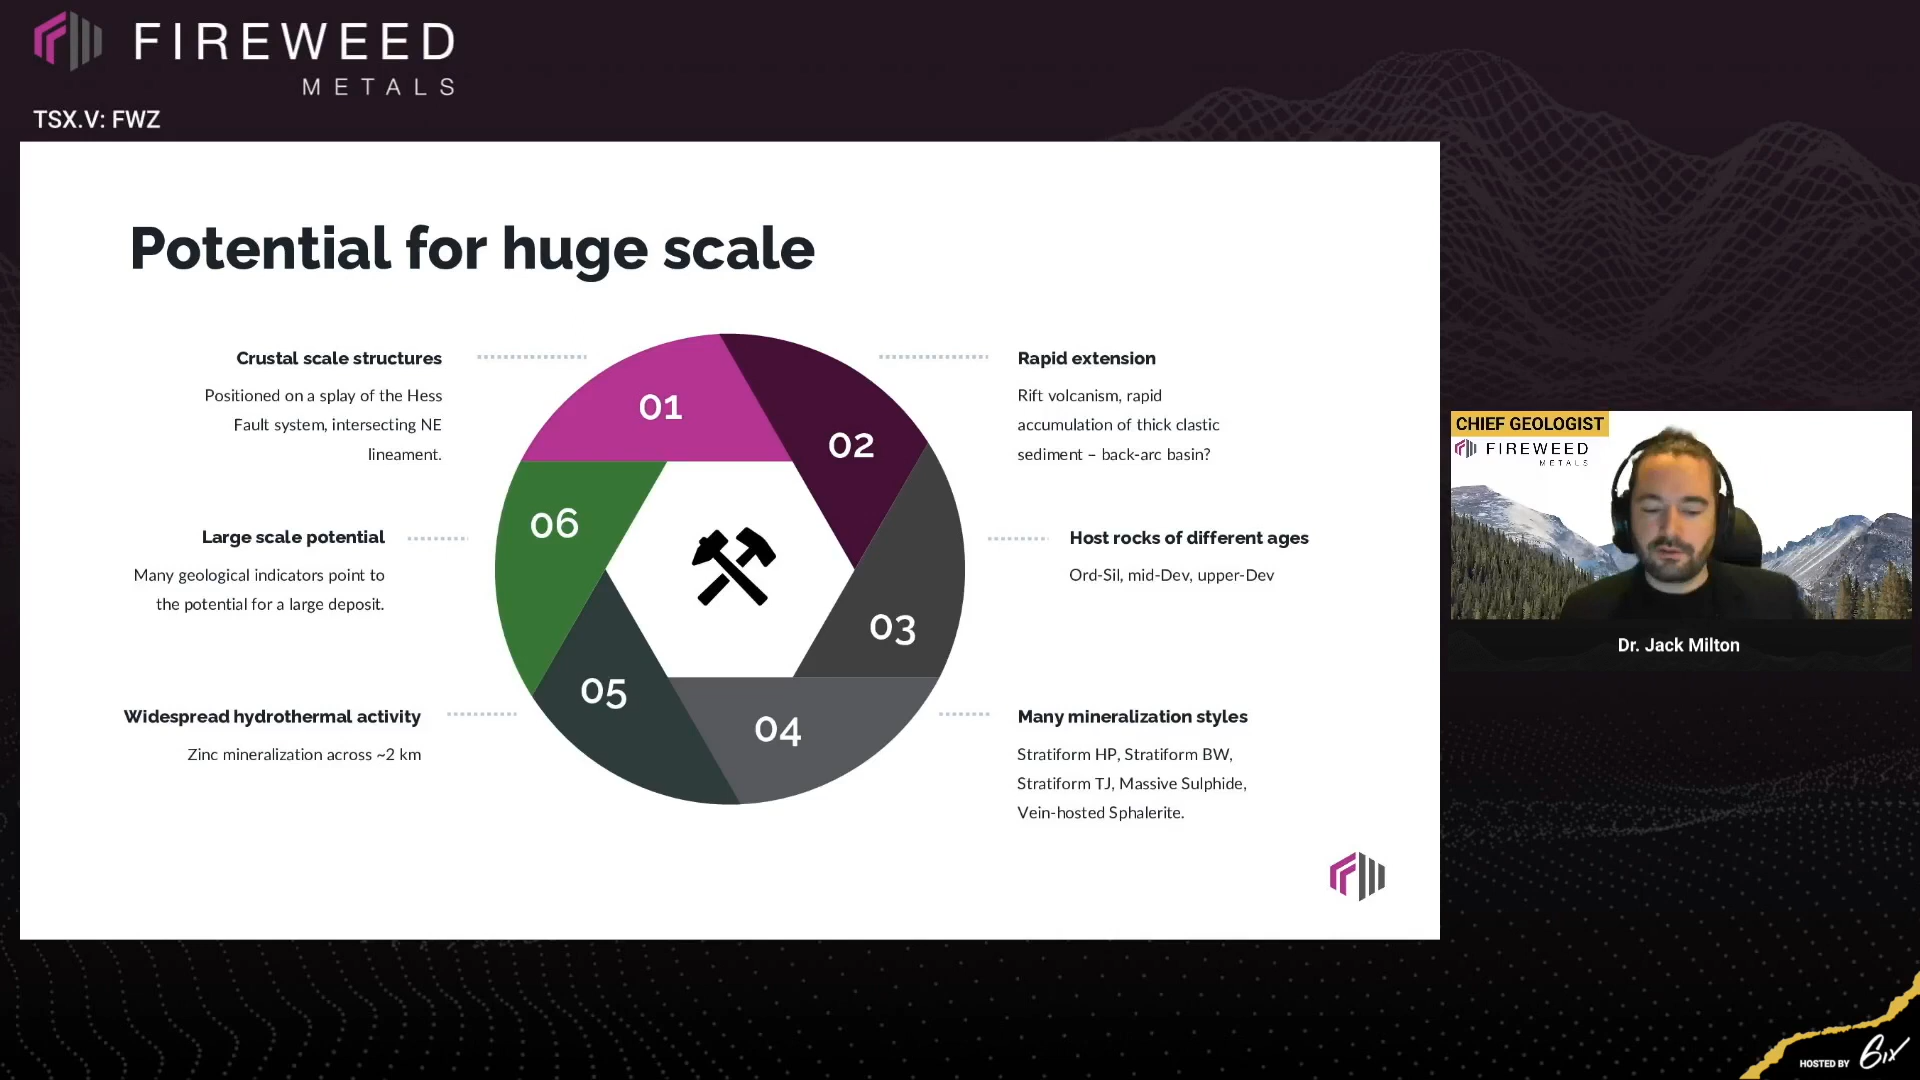 FIREWEED
METALS
TSX.V: FWZ
Potential for huge scale
Crustal scale structures
Positioned on a splay of the Hess
Fault system, intersecting NE
lineament.
Large scale potential
Many geological indicators point to
the potential for a large deposit.
Widespread hydrothermal activity
Zinc mineralization across ~2 km
01
02
03
04
05
06
Rapid extension
Rift volcanism, rapid
accumulation of thick clastic
sediment – back-arc basin?
Host rocks of different ages
Ord-Sil, mid-Dev, upper-Dev
Many mineralization styles
Stratiform HP, Stratiform BW,
Stratiform TJ, Massive Sulphide,
Vein-hosted Sphalerite.
CHIEF GEOLOGIST
FIREWEED
METALS
Dr. Jack Milton
HOSTED BY 6ix